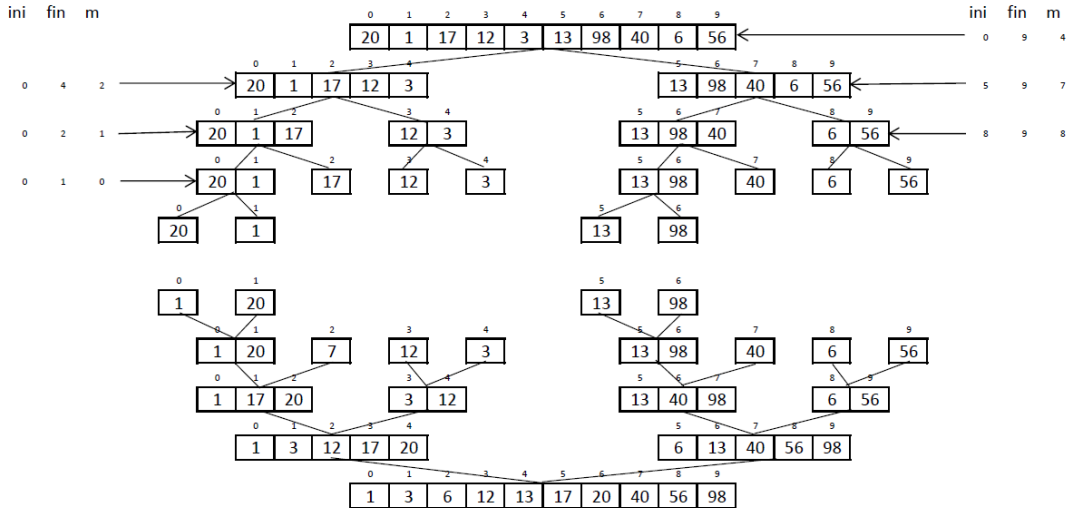 ini fin m ini fin m
0 1 2 3 4 5 6 7 8 9
20 1 17 12 3 13 98 40 6 56 0 9 4
0 1 2 3 4 5 6 7 8 9
0 4 2 20 1 17 12 3 13 98 40 6 56 5 9 7
0 1 2 3 4 5 6 7 8 9
0 2 1 20 1 17 12 3 13 98 40 6 56 8 9 8
0 1 2 3 4 5 6 7 8 9
0 1 0 20 1 17 12 3 13 98 40 6 56
0 1 5 6
20 1 13 98
0 1 5 6
1 20 13 98
0 1 2 3 4 5 6 7 8 9
1 20 7 12 3 13 98 40 6 56
0 1 2 3 4 5 6 7 8 9
1 17 20 3 12 13 40 98 6 56
0 1 2 3 4 5 6 7 8 9
1 3 12 17 20 6 13 40 56 98
0 1 2 3 4 5 6 7 8 9
1 3 6 12 13 17 20 40 56 98